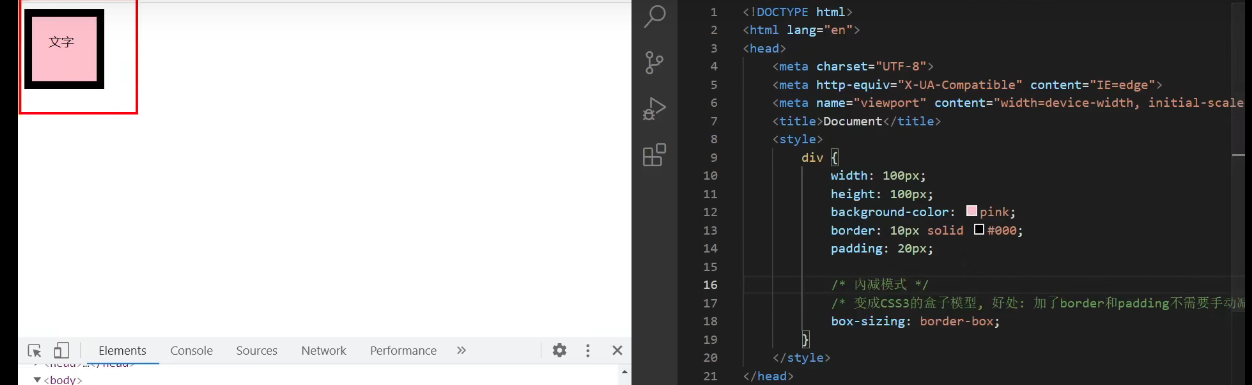 文字
Elements Console Sources Network Performance »
<head>…</head>
▼<body>
1 <!DOCTYPE html>
2 <html lang="en">
3 <head>
4 <meta charset="UTF-8">
5 <meta http-equiv="X-UA-Compatible" content="IE=edge">
6 <meta name="viewport" content="width=device-width, initial-scale
7 <title>Document</title>
8 <style>
9 div {
10 width: 100px;
11 height: 100px;
12 background-color: pink;
13 border: 10px solid #000;
14 padding: 20px;
15
16 /* 内减模式 */
17 /* 变成CSS3的盒子模型, 好处: 加了border和padding不需要手动减
18 box-sizing: border-box;
19 }
20 </style>
21 </head>